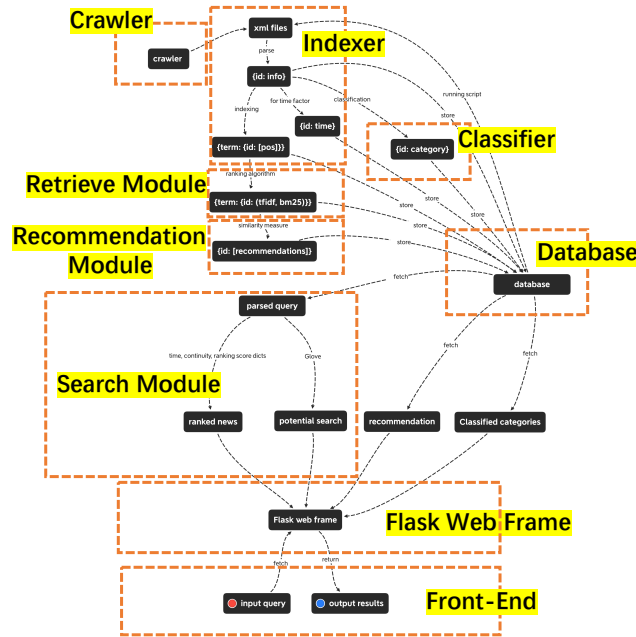 Crawler
xml files
Indexer
crawler
parse
{id: info}
running script
indexing
for time factor
classification
store
{id: time}
Classifier
{term: {id: [pos]}}
{id: category}
ranking algorithm
Retrieve Module
{term: {id: (tfidf, bm25)}}
store
store
store
similarity measure
Recommendation
Module
{id: [recommendations]}
store
Database
database
fetch
parsed query
time, continuity, ranking score dicts
Glove
fetch
fetch
Search Module
ranked news
potential search
recommendation
Classified categories
Flask web frame
Flask Web Frame
fetch
return
input query
output results
Front-End